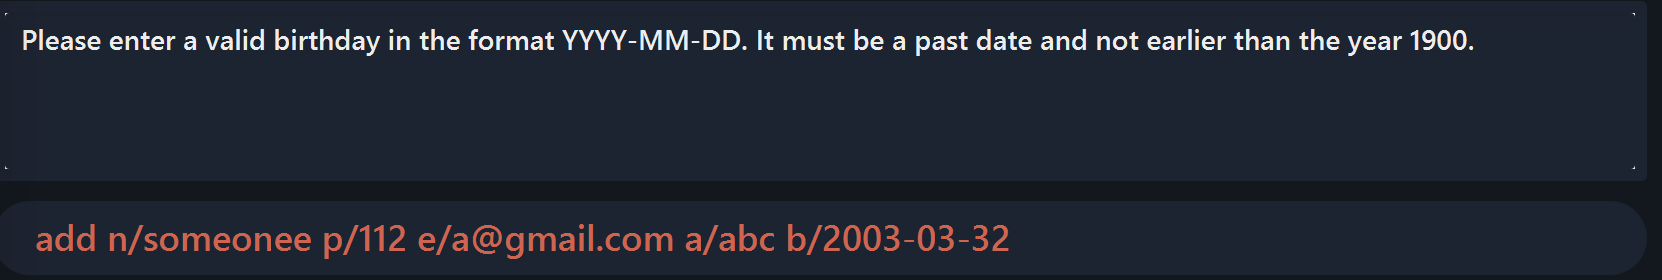 Please enter a valid birthday in the format YYYY-MM-DD. It must be a past date and not earlier than the year 1900.
add n/someonee p/112 e/a@gmail.com a/abc b/2003-03-32